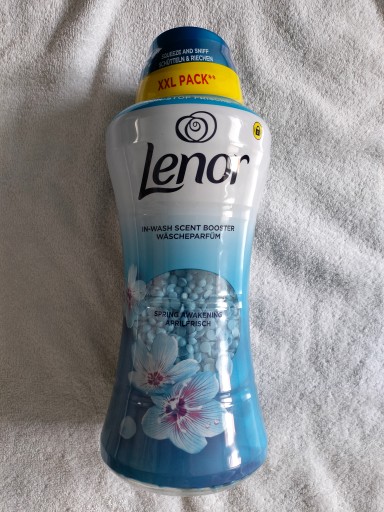 SQUEEZE AND SNIFF
SCHÜTTELN & RIECHEN
XXL PACK**
Lenor
IN-WASH SCENT BOOSTER
WÄSCHEPARFÜM
SPRING AWAKENING
APRILFRISCH